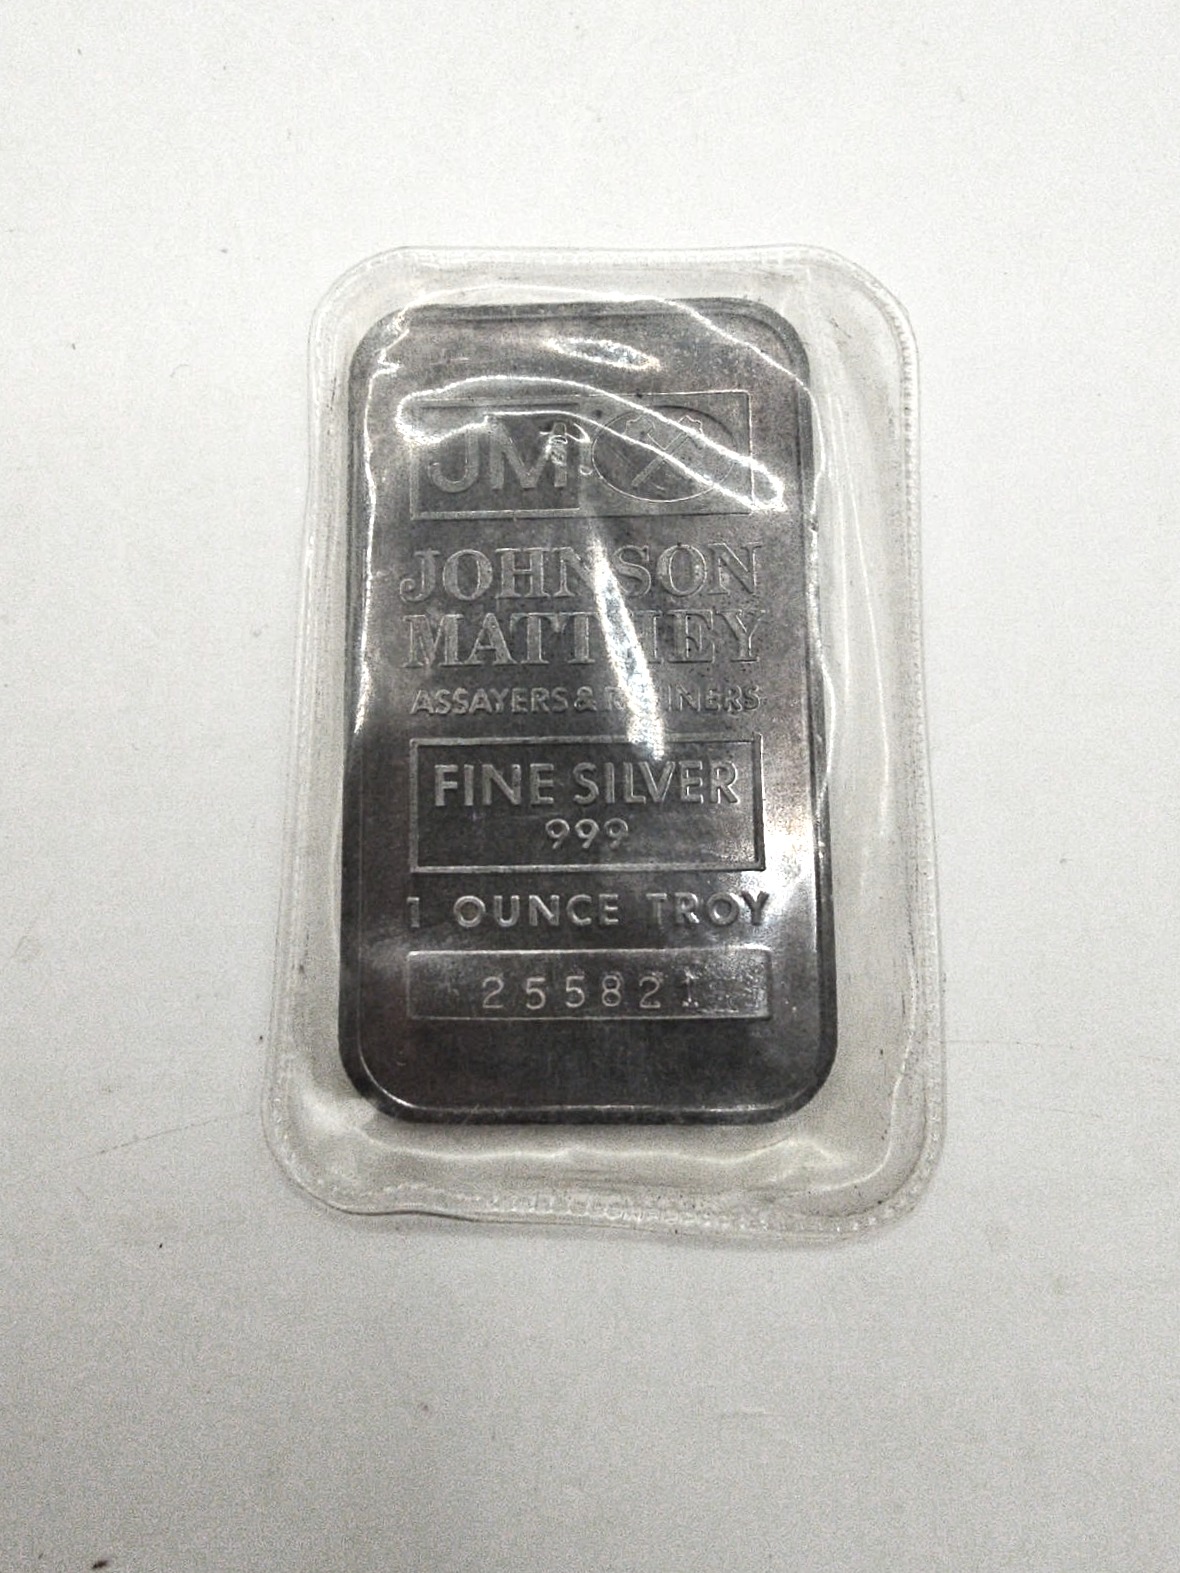 JM
JOHNSON
MATTHEY
ASSAYERS & REFINERS
FINE SILVER
999
1 OUNCE TROY
255821